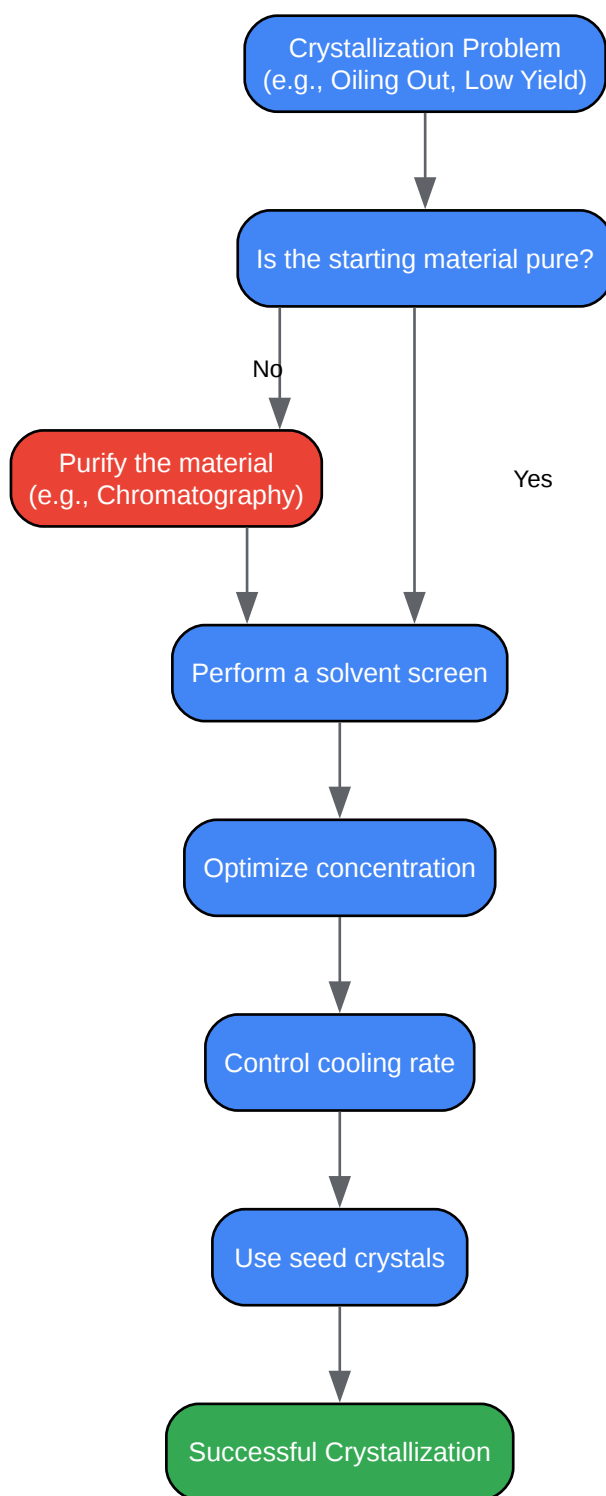 Crystallization Problem
(e.g., Oiling Out, Low Yield)
Is the starting material pure?
No
Purify the material
(e.g., Chromatography)
Yes
Perform a solvent screen
Optimize concentration
Control cooling rate
Use seed crystals
Successful Crystallization